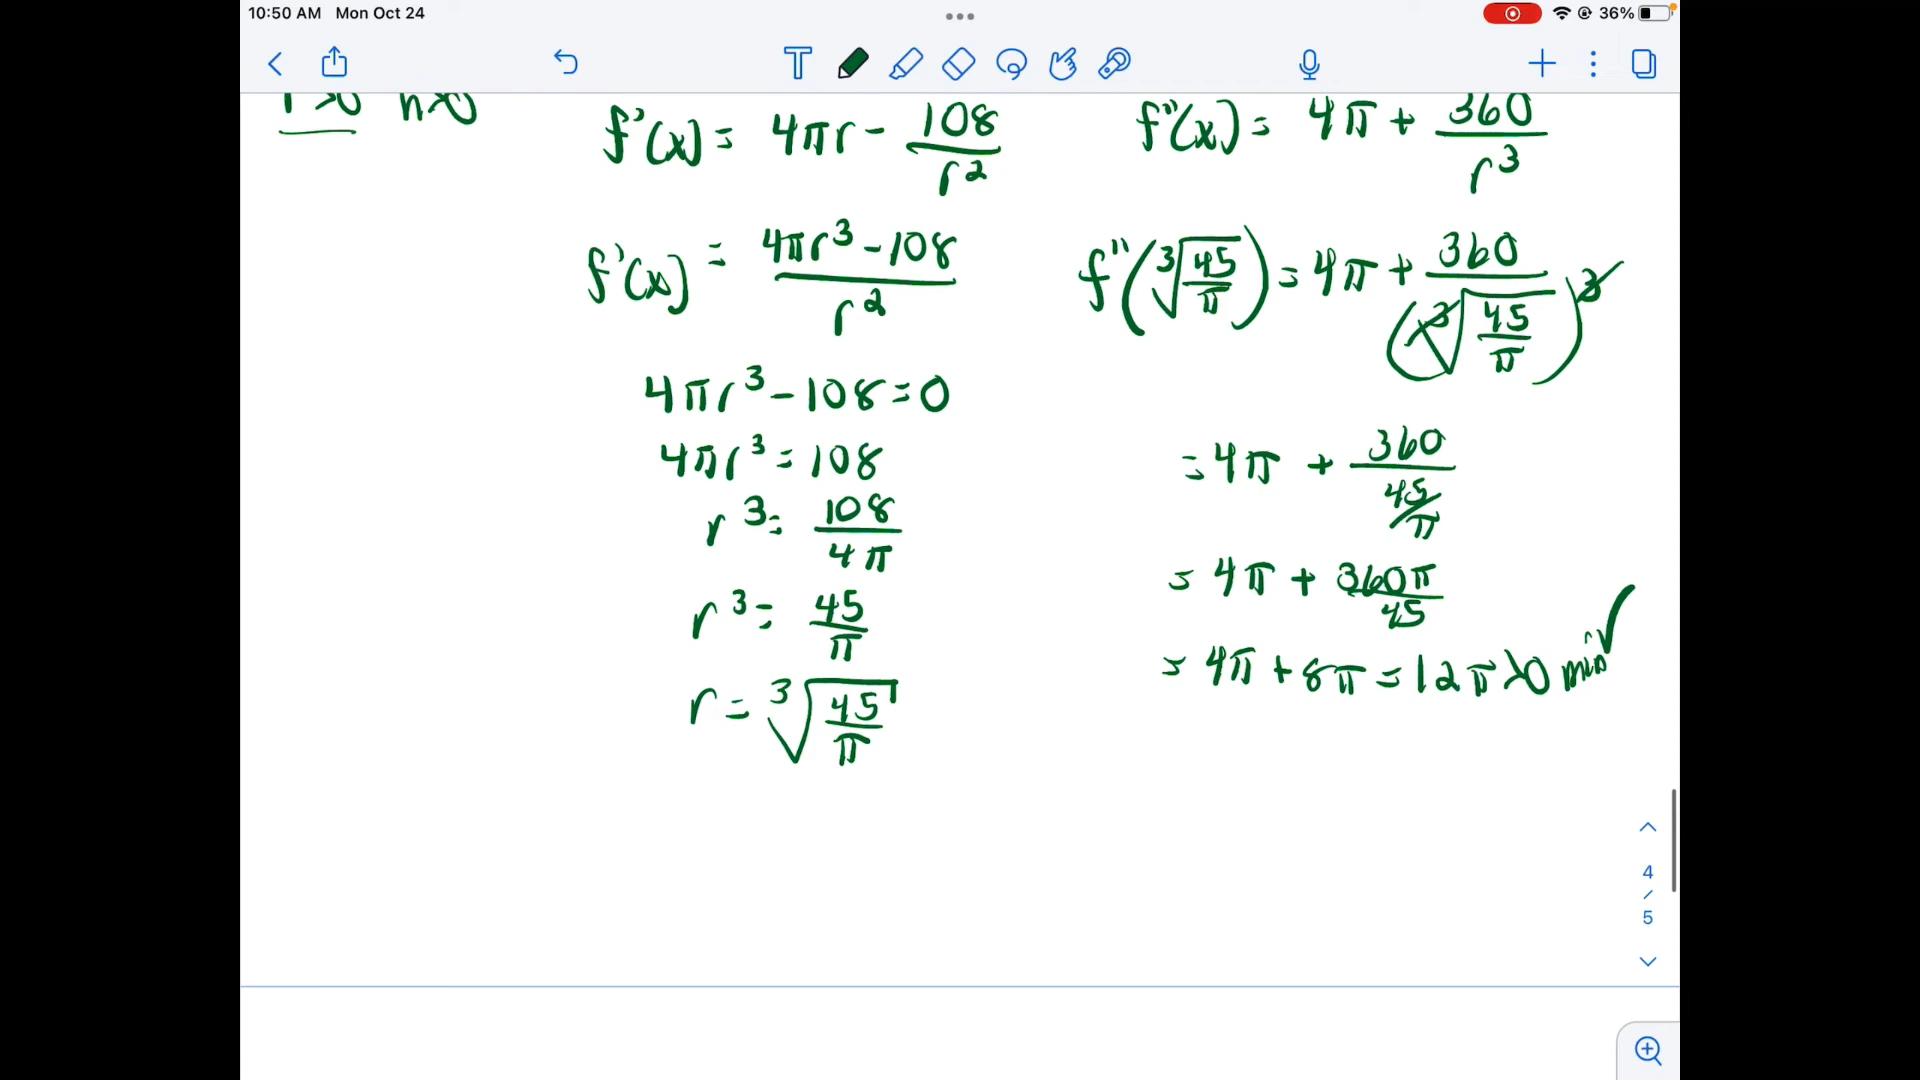 10:50 AM Mon Oct 24
36%
r>0 h>0
f'(x) = 4πr - 108/r²
f'(x) = (4πr³ - 108)/r²
4πr³ - 108 = 0
4πr³ = 108
r³ = 108/4π
r³ = 45/π
r = ∛(45/π)
f''(x) = 4π + 360/r³
f''(∛(45/π)) = 4π + 360/(∛(45/π))³
= 4π + 360/(45/π)
= 4π + 360π/45
= 4π + 8π = 12π > 0 min ✓
4
/
5